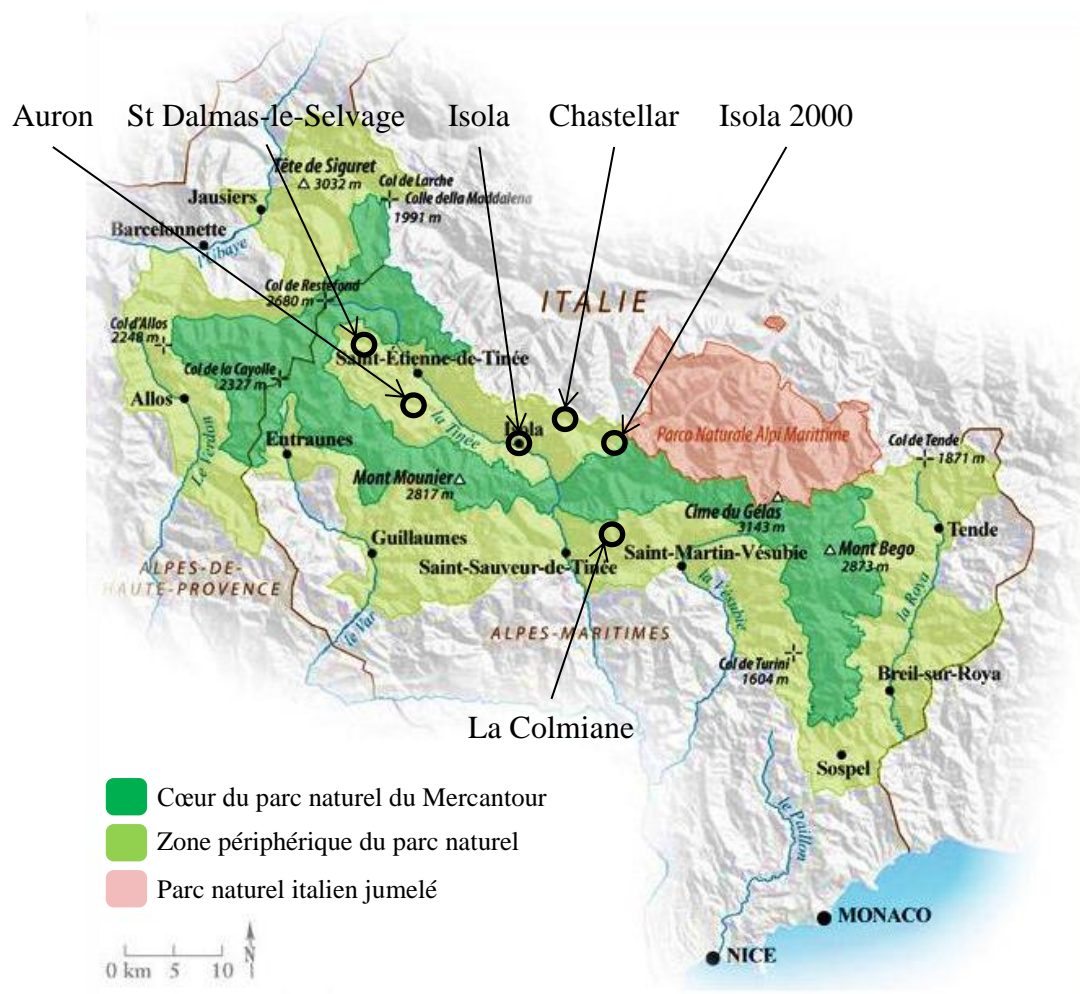 Auron St Dalmas-le-Selvage Isola Chastellar Isola 2000
Tête de Siguret
3032 m
Col de Larche
Colle della Maddalena
1991 m
Jausiers
Barcelonnette
l'Ubaye
Col de Restefond
2680 m
ITALIE
Col d'Allos
2248 m
Saint-Étienne-de-Tinée
Col de la Cayolle
2327 m
Allos
la Tinée
Isola
Parco Naturale Alpi Marittime
Col de Tende
1871 m
Le Verdon
Entraunes
Mont Mounier
2817 m
Cime du Gélas
3143 m
Guillaumes
Saint-Sauveur-de-Tinée
Saint-Martin-Vésubie
Mont Bego
2873 m
Tende
ALPES-DE-
HAUTE-PROVENCE
le Var
ALPES-MARITIMES
la Vésubie
la Roya
Col de Turini
1604 m
Breil-sur-Roya
La Colmiane
Sospel
Cœur du parc naturel du Mercantour
Zone périphérique du parc naturel
Parc naturel italien jumelé
le Paillon
MONACO
NICE
N
0 km 5 10